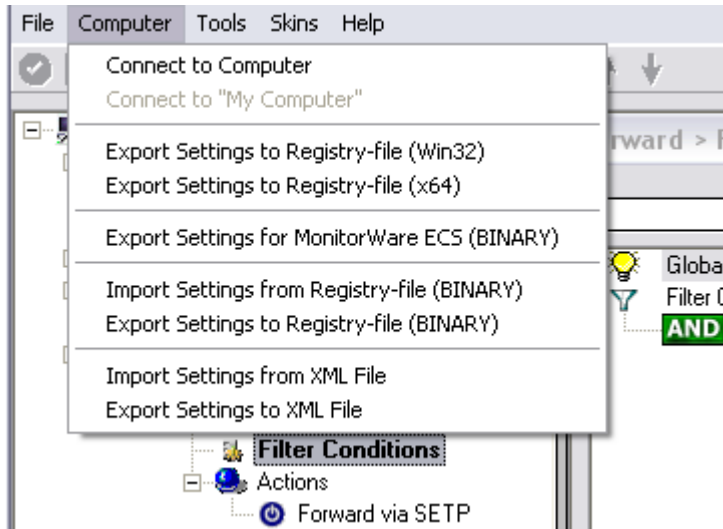 File Computer Tools Skins Help
Connect to Computer
Connect to "My Computer"
Export Settings to Registry-file (Win32)
Export Settings to Registry-file (x64)
Export Settings for MonitorWare ECS (BINARY)
Import Settings from Registry-file (BINARY)
Export Settings to Registry-file (BINARY)
Import Settings from XML File
Export Settings to XML File
rward >
Globa
Filter
AND
Filter Conditions
Actions
Forward via SETP